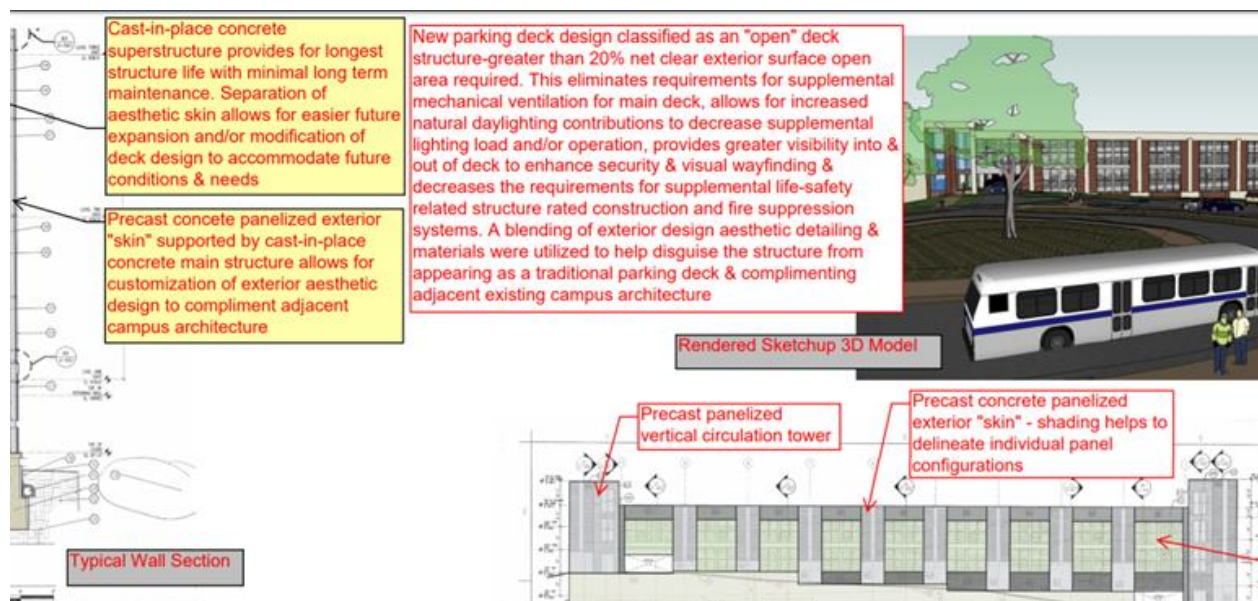 Cast-in-place concrete
superstructure provides for longest
structure life with minimal long term
maintenance. Separation of
aesthetic skin allows for easier future
expansion and/or modification of
deck design to accommodate future
conditions & needs
Precast concete panelized exterior
"skin" supported by cast-in-place
concrete main structure allows for
customization of exterior aesthetic
design to compliment adjacent
campus architecture
New parking deck design classified as an "open" deck
structure-greater than 20% net clear exterior surface open
area required. This eliminates requirements for supplemental
mechanical ventilation for main deck, allows for increased
natural daylighting contributions to decrease supplemental
lighting load and/or operation, provides greater visibility into &
out of deck to enhance security & visual wayfinding &
decreases the requirements for supplemental life-safety
related structure rated construction and fire suppression
systems. A blending of exterior design aesthetic detailing &
materials were utilized to help disguise the structure from
appearing as a traditional parking deck & complimenting
adjacent existing campus architecture
Rendered Sketchup 3D Model
Precast panelized
vertical circulation tower
Precast concrete panelized
exterior "skin" - shading helps to
delineate individual panel
configurations
Typical Wall Section